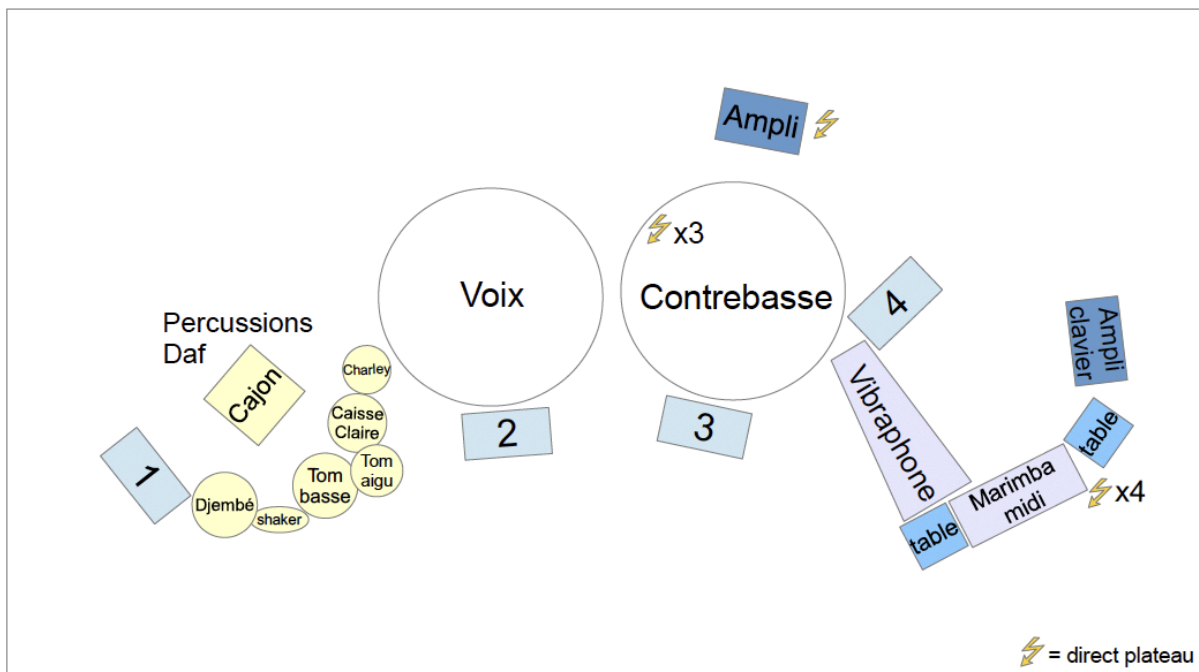 Ampli
x3
Voix
Contrebasse
4
Percussions
Daf
Cajon
Charley
Caisse
Claire
Tom
aigu
Tom
basse
Djembé
shaker
1
2
3
Vibraphone
Ampli
clavier
table
Marimba
midi
x4
table
= direct plateau